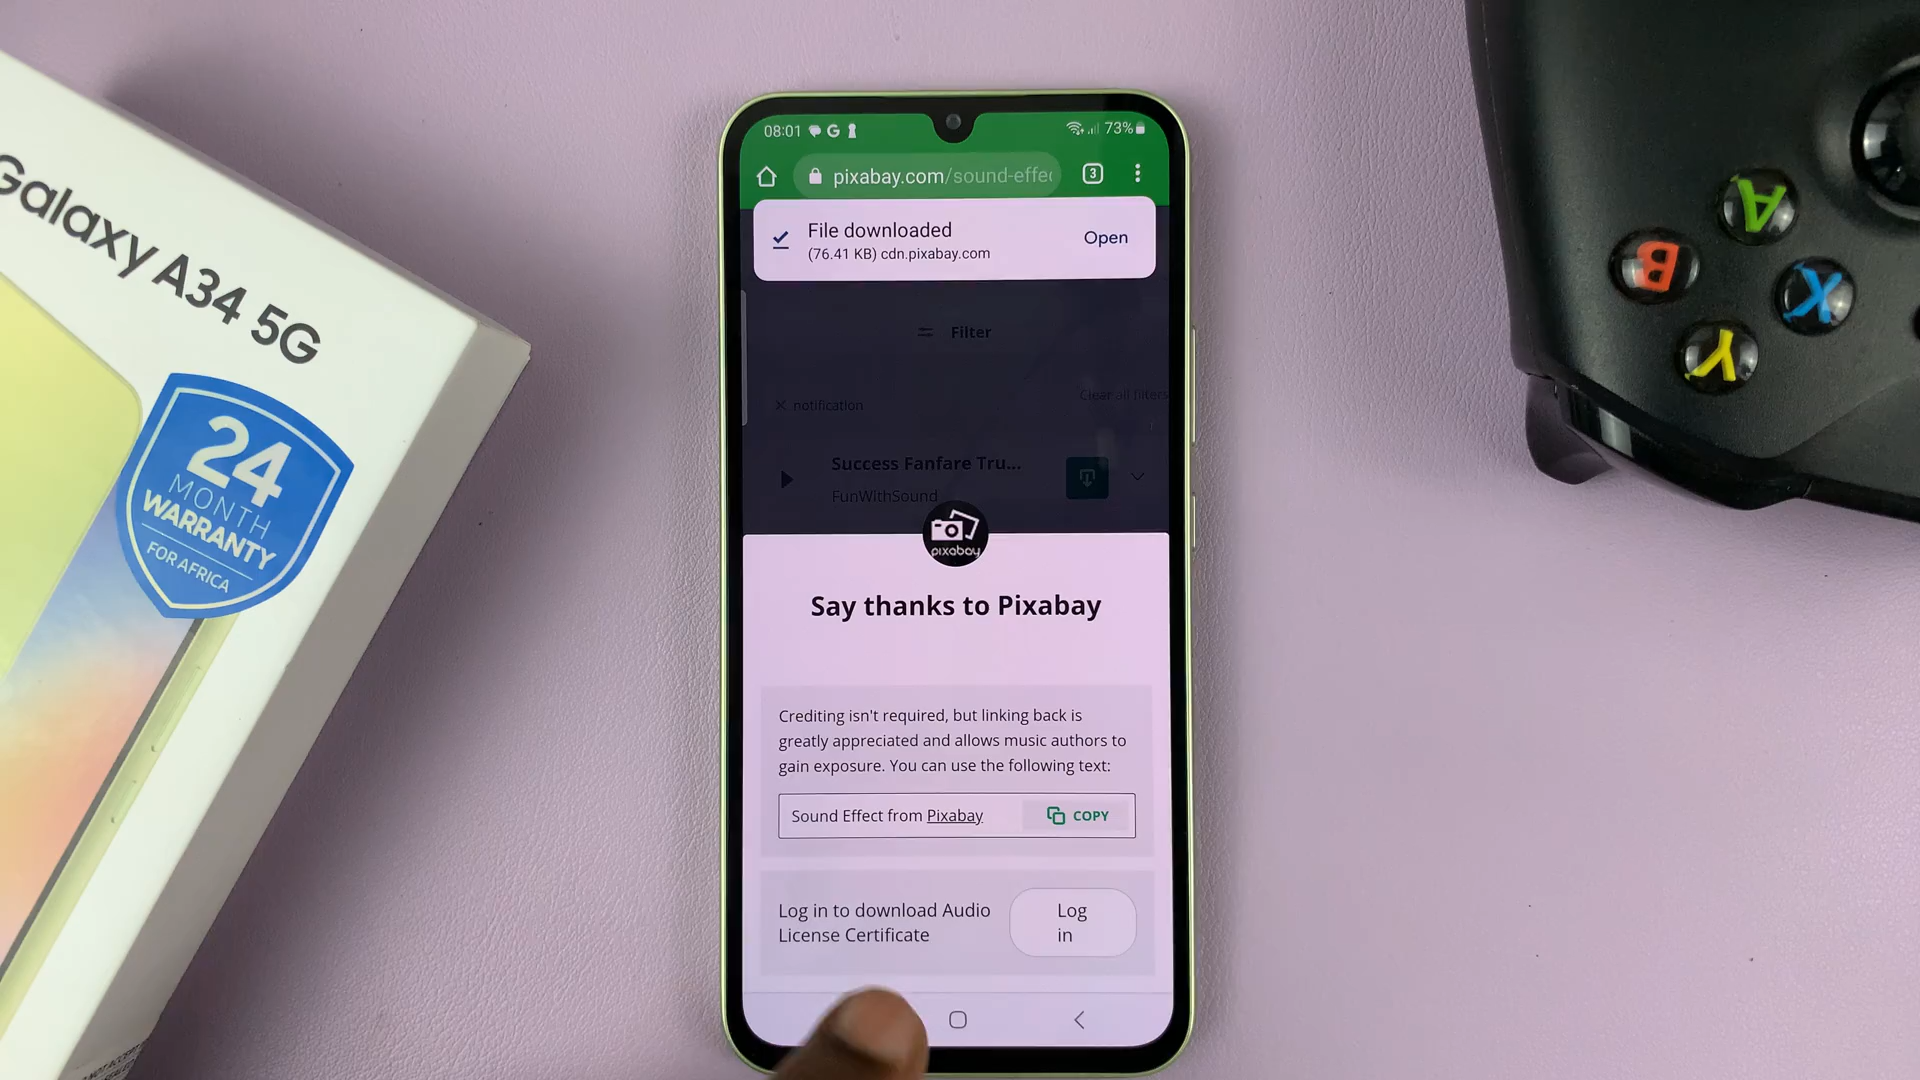 Galaxy A34 5G
24
MONTH
WARRANTY
FOR AFRICA
08:01
G
73%
pixabay.com/sound-effec
3
File downloaded
Open
(76.41 KB) cdn.pixabay.com
Filter
Clear all filters
notification
Success Fanfare Tru...
FunWithSound
pixabay
Say thanks to Pixabay
Crediting isn't required, but linking back is
greatly appreciated and allows music authors to
gain exposure. You can use the following text:
Sound Effect from Pixabay
COPY
Log in to download Audio
License Certificate
Log
in
A
B
X
Y